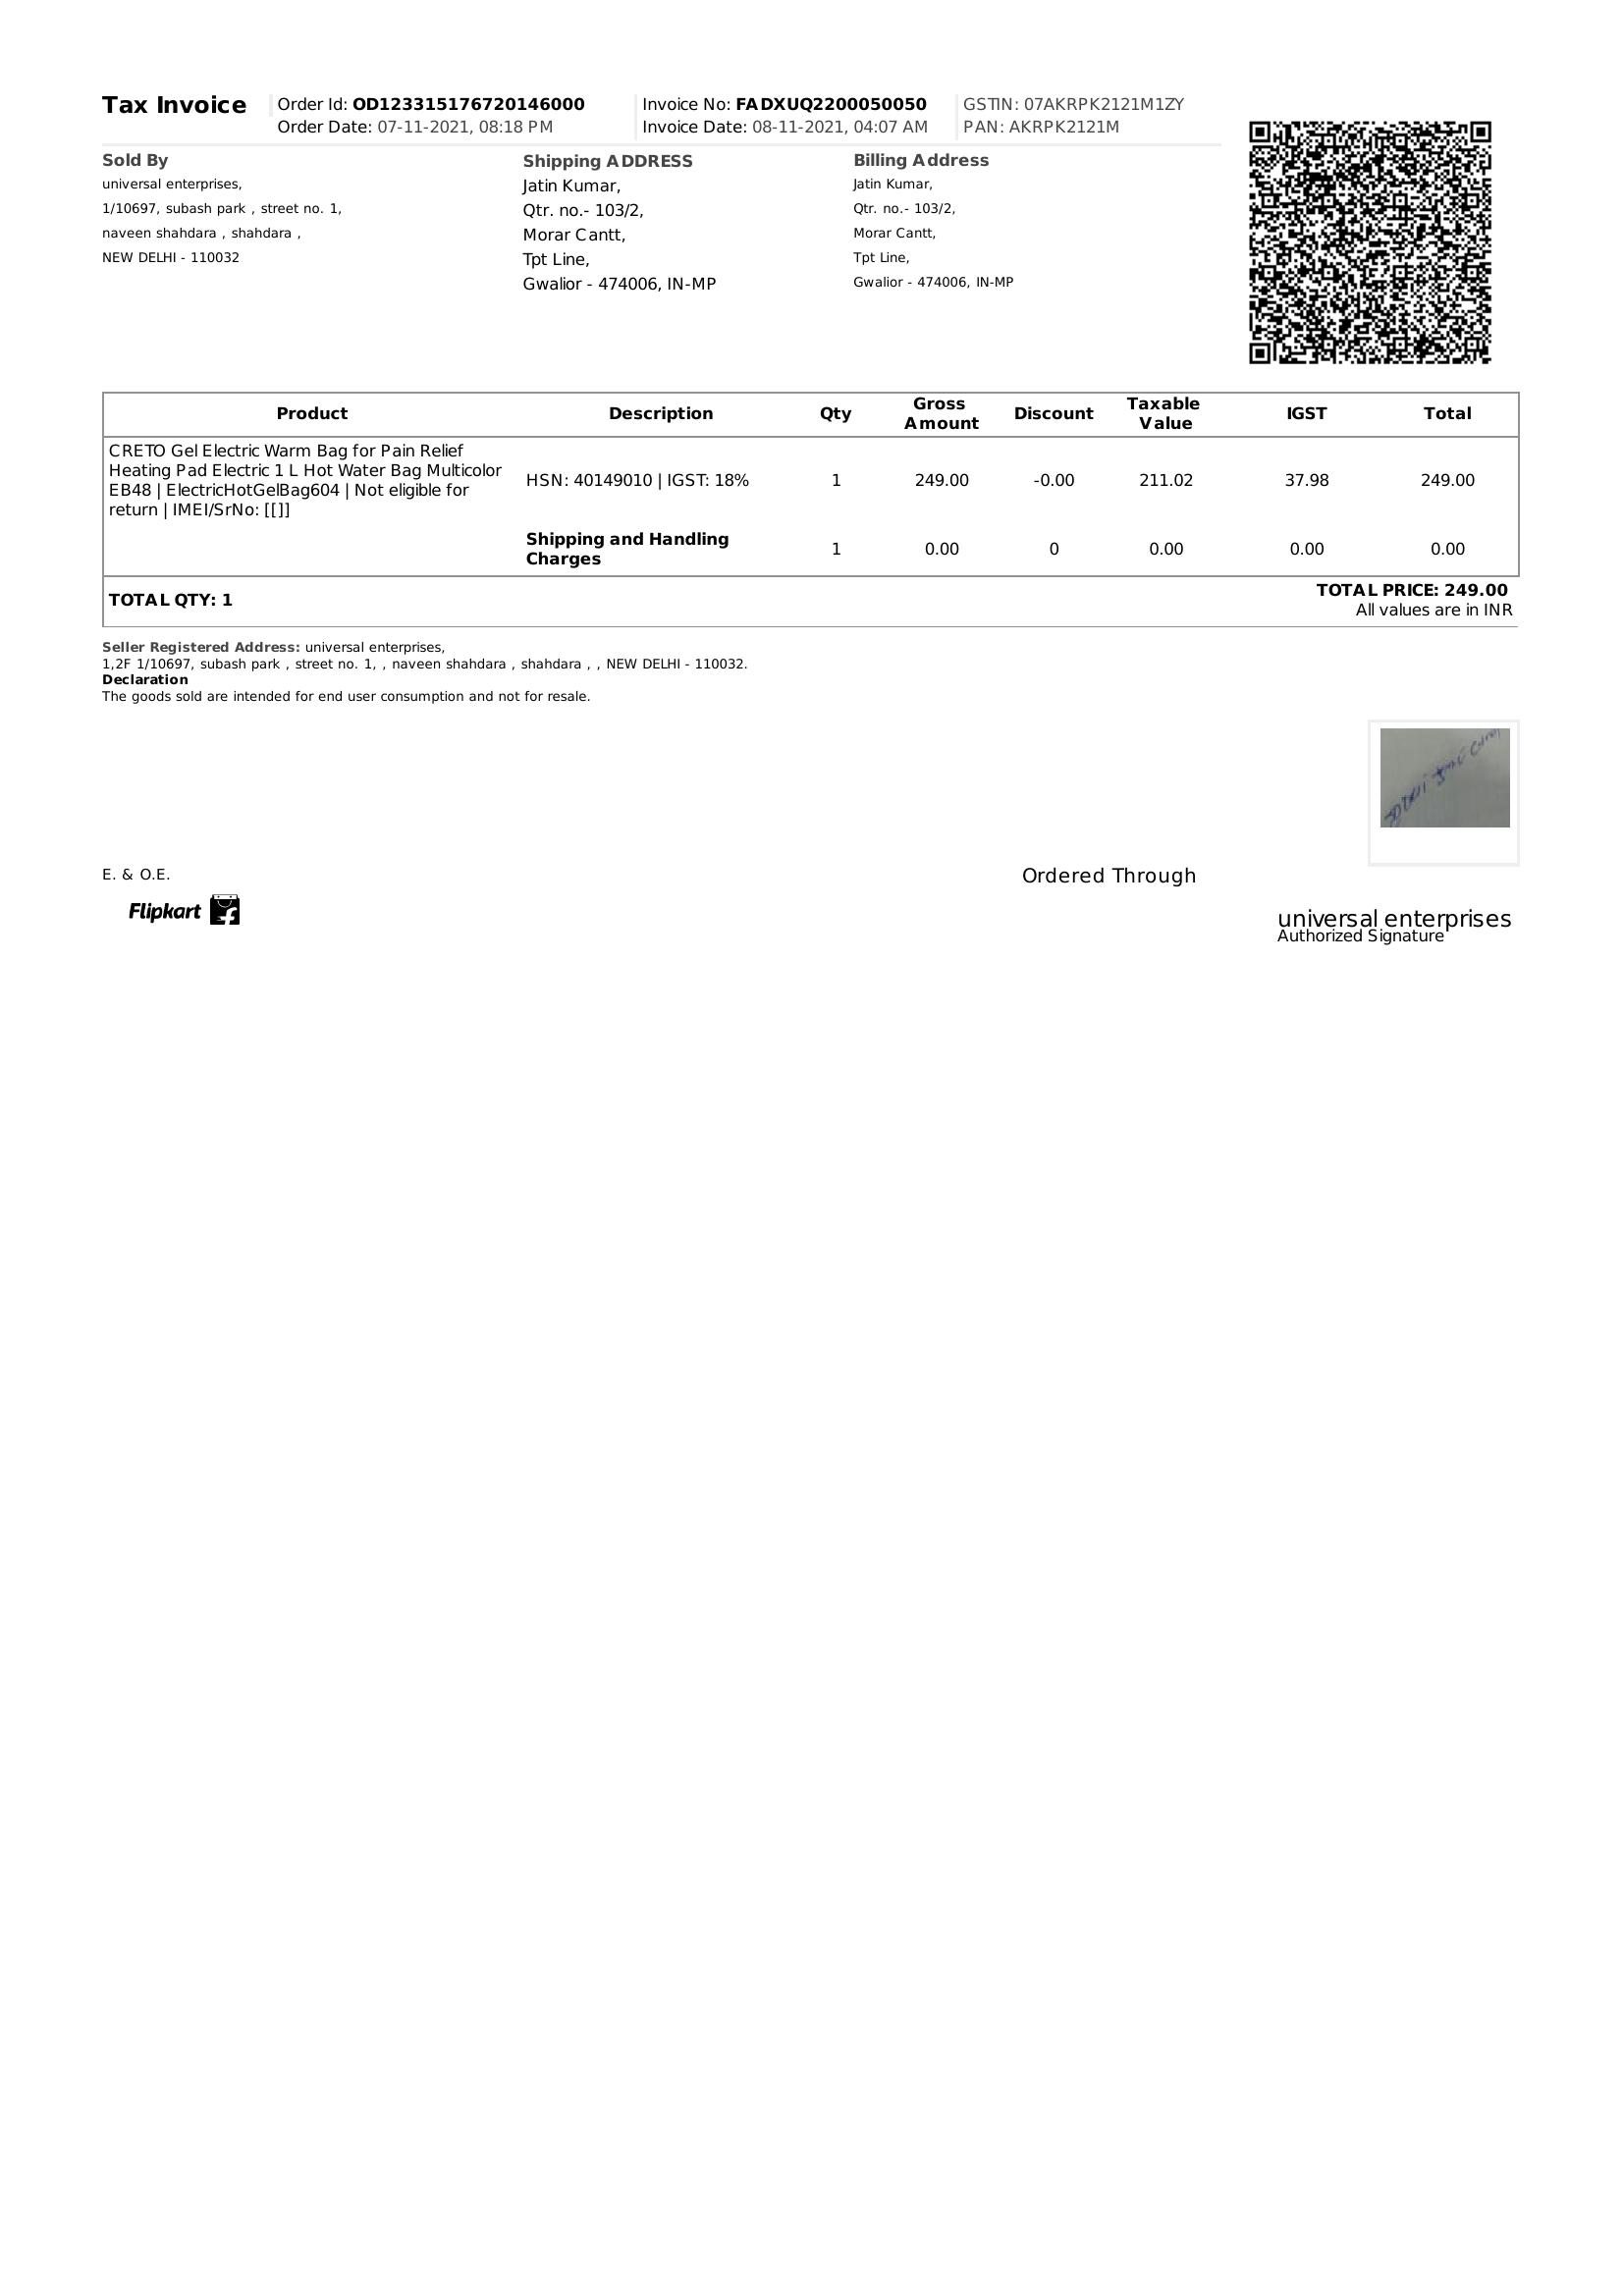 Tax Invoice
Order Id: OD123315176720146000
Order Date: 07-11-2021, 08:18 PM
Invoice No: FADXUQ2200050050
Invoice Date: 08-11-2021, 04:07 AM
GSTIN: 07AKRPK2121M1ZY
PAN: AKRPK2121M
Sold By
universal enterprises,
1/10697, subash park , street no. 1,
naveen shahdara , shahdara ,
NEW DELHI - 110032
Shipping ADDRESS
Jatin Kumar,
Qtr. no.- 103/2,
Morar Cantt,
Tpt Line,
Gwalior - 474006, IN-MP
Billing Address
Jatin Kumar,
Qtr. no.- 103/2,
Morar Cantt,
Tpt Line,
Gwalior - 474006, IN-MP
Product Description Qty Gross Amount Discount Taxable Value IGST Total
CRETO Gel Electric Warm Bag for Pain Relief
Heating Pad Electric 1 L Hot Water Bag Multicolor
EB48 | ElectricHotGelBag604 | Not eligible for
return | IMEI/SrNo: [[]]
HSN: 40149010 | IGST: 18% 1 249.00 -0.00 211.02 37.98 249.00
Shipping and Handling
Charges
1 0.00 0 0.00 0.00 0.00
TOTAL QTY: 1
TOTAL PRICE: 249.00
All values are in INR
Seller Registered Address: universal enterprises,
1,2F 1/10697, subash park , street no. 1, , naveen shahdara , shahdara , , NEW DELHI - 110032.
Declaration
The goods sold are intended for end user consumption and not for resale.
E. & O.E.
Ordered Through
Flipkart
universal enterprises
Authorized Signature